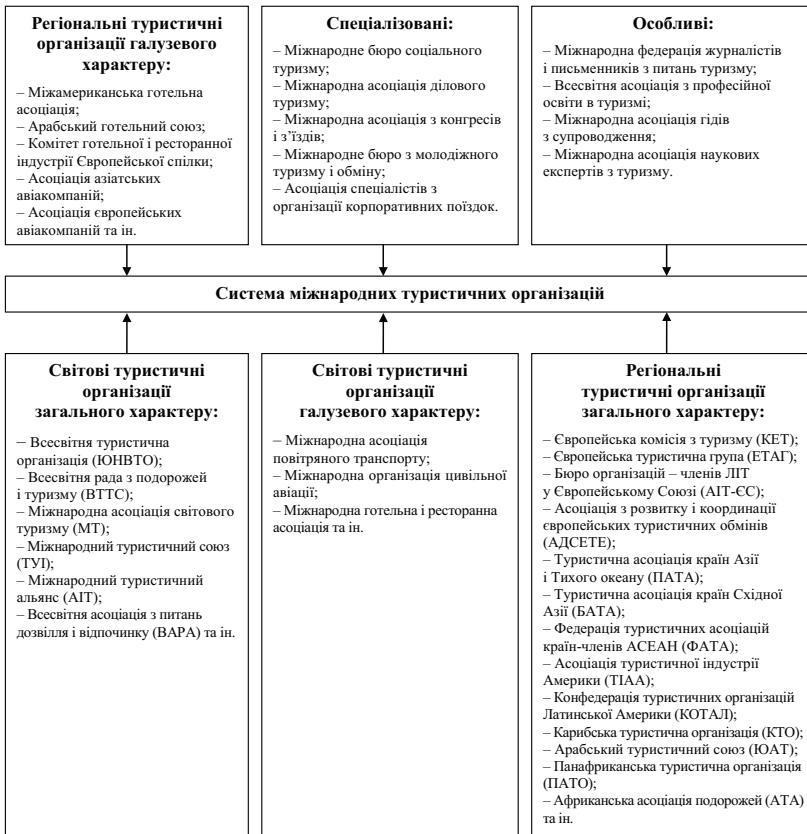 Регіональні туристичні
організації галузевого
характеру:
– Міжамериканська готельна
асоціація;
– Арабський готельний союз;
– Комітет готельної і ресторанної
індустрії Європейської спілки;
– Асоціація азіатських
авіакомпаній;
– Асоціація європейських
авіакомпаній та ін.
Спеціалізовані:
– Міжнародне бюро соціального
туризму;
– Міжнародна асоціація ділового
туризму;
– Міжнародна асоціація з конгресів
і з’їздів;
– Міжнародне бюро з молодіжного
туризму і обміну;
– Асоціація спеціалістів з
організації корпоративних поїздок.
Особливі:
– Міжнародна федерація журналістів
і письменників з питань туризму;
– Всесвітня асоціація з професійної
освіти в туризмі;
– Міжнародна асоціація гідів
з супроводження;
– Міжнародна асоціація наукових
експертів з туризму.
Система міжнародних туристичних організацій
Світові туристичні
організації
загального характеру:
– Всесвітня туристична
організація (ЮНВТО);
– Всесвітня рада з подорожей
і туризму (ВТТС);
– Міжнародна асоціація світового
туризму (МТ);
– Міжнародний туристичний союз
(ТУІ);
– Міжнародний туристичний
альянс (АІТ);
– Всесвітня асоціація з питань
дозвілля і відпочинку (ВАРА) та ін.
Світові туристичні
організації
галузевого характеру:
– Міжнародна асоціація
повітряного транспорту;
– Міжнародна організація цивільної
авіації;
– Міжнародна готельна і ресторанна
асоціація та ін.
Регіональні
туристичні організації
загального характеру:
– Європейська комісія з туризму (КЕТ);
– Європейська туристична група (ЕТАГ);
– Бюро організацій – членів ЛІТ
у Європейському Союзі (АІТ-ЄС);
– Асоціація з розвитку і координації
європейських туристичних обмінів
(АДСЕТЕ);
– Туристична асоціація країн Азії
і Тихого океану (ПАТА);
– Туристична асоціація країн Східної
Азії (БАТА);
– Федерація туристичних асоціацій
країн-членів АСЕАН (ФАТА);
– Асоціація туристичної індустрії
Америки (ТІАА);
– Конфедерація туристичних організацій
Латинської Америки (КОТАЛ);
– Карибська туристична організація (КТО);
– Арабський туристичний союз (ЮАТ);
– Панафриканська туристична організація
(ПАТО);
– Африканська асоціація подорожей (АТА)
та ін.